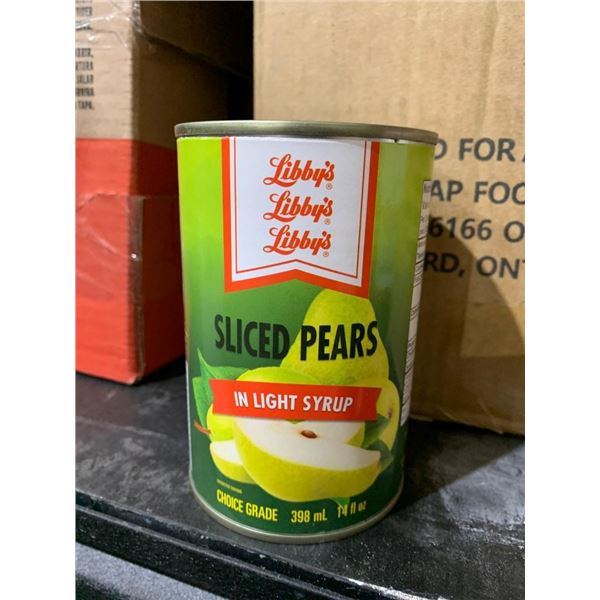 Libby's®
Libby's®
Libby's®
SLICED PEARS
IN LIGHT SYRUP
CHOICE GRADE 398 mL 14 fl oz
D FOR
AP FOO
6166 O
RD, ONT
TAPA.